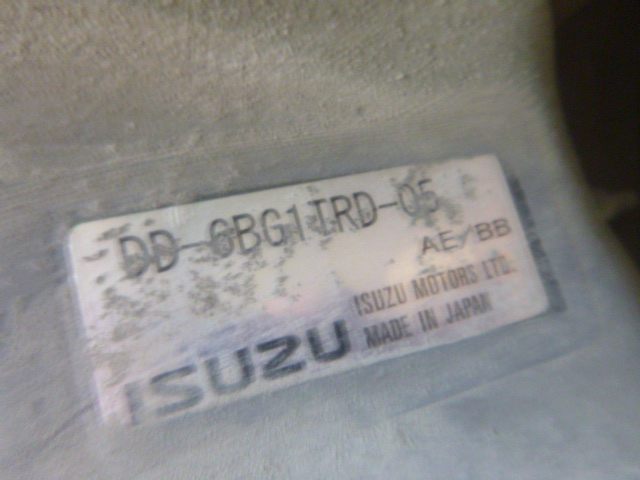 DD-6BG1TRD-05
AE/BB
ISUZU MOTORS LTD.
ISUZU MADE IN JAPAN